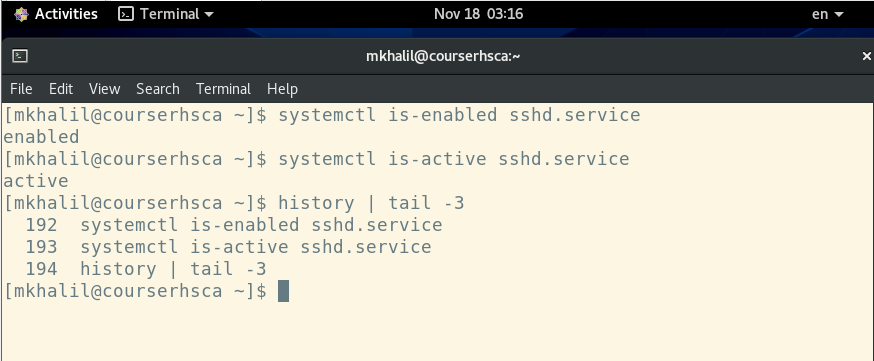 Activities Terminal Nov 18 03:16 en
mkhalil@courserhsca:~ ×
File Edit View Search Terminal Help
[mkhalil@courserhsca ~]$ systemctl is-enabled sshd.service
enabled
[mkhalil@courserhsca ~]$ systemctl is-active sshd.service
active
[mkhalil@courserhsca ~]$ history | tail -3
  192  systemctl is-enabled sshd.service
  193  systemctl is-active sshd.service
  194  history | tail -3
[mkhalil@courserhsca ~]$